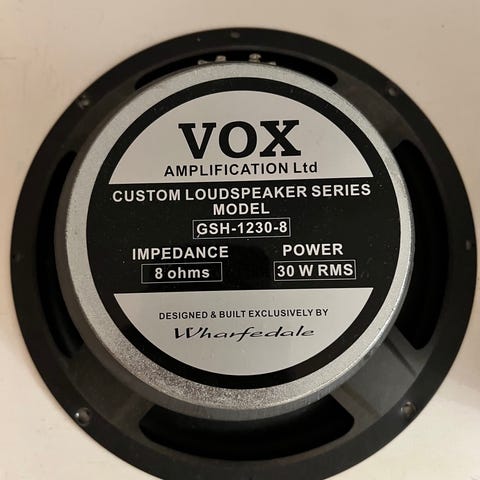 VOX
AMPLIFICATION Ltd
CUSTOM LOUDSPEAKER SERIES
MODEL
GSH-1230-8
IMPEDANCE POWER
8 ohms 30 W RMS
DESIGNED & BUILT EXCLUSIVELY BY
Wharfedale